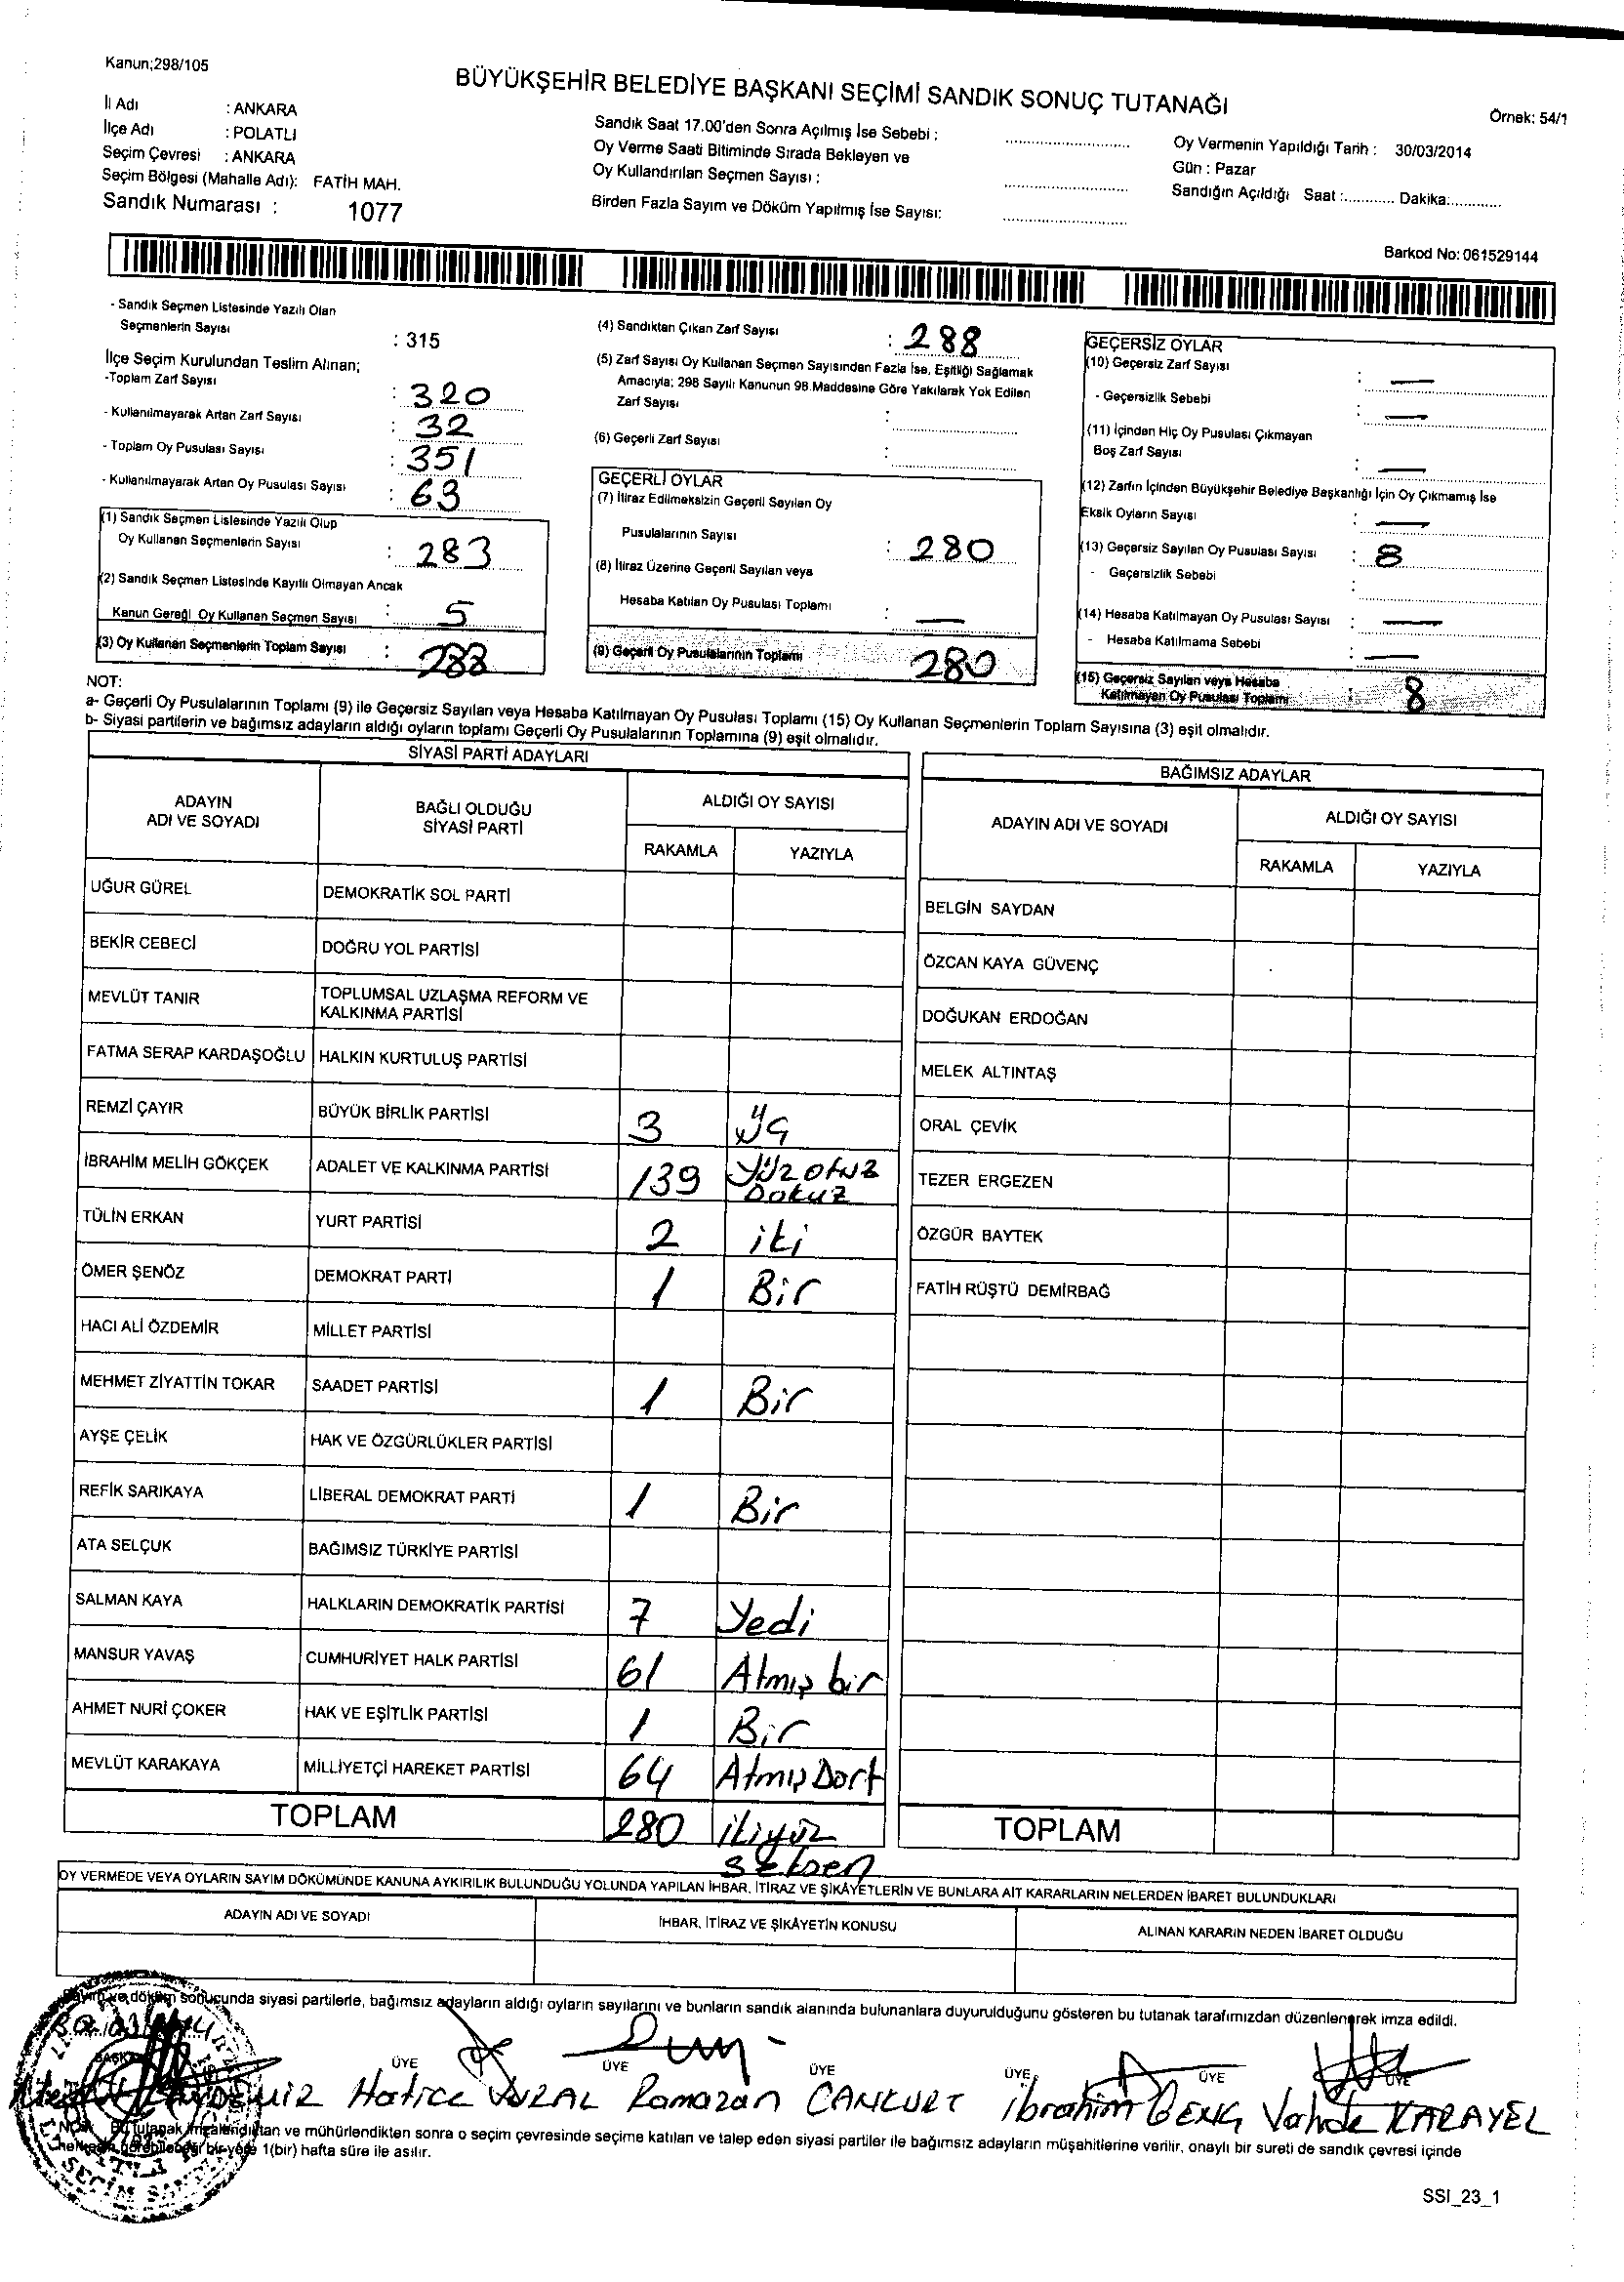 Kanun;298/105
BÜYÜKŞEHİR BELEDİYE BAŞKANI SEÇİMİ SANDIK SONUÇ TUTANAĞI
Örnek: 54/1
İl Adı : ANKARA
İlçe Adı : POLATLI
Seçim Çevresi : ANKARA
Seçim Bölgesi (Mahalle Adı): FATİH MAH.
Sandık Numarası : 1077
Sandık Saat 17.00'den Sonra Açılmış İse Sebebi :
Oy Verme Saati Bitiminde Sırada Bekleyen ve
Oy Kullandırılan Seçmen Sayısı :
Birden Fazla Sayım ve Döküm Yapılmış İse Sayısı:
Oy Vermenin Yapıldığı Tarih : 30/03/2014
Gün : Pazar
Sandığın Açıldığı Saat :............ Dakika:............
Barkod No: 061529144
- Sandık Seçmen Listesinde Yazılı Olan
Seçmenlerin Sayısı : 315
İlçe Seçim Kurulundan Teslim Alınan;
-Toplam Zarf Sayısı : 320
- Kullanılmayarak Artan Zarf Sayısı : 32
- Toplam Oy Pusulası Sayısı : 351
- Kullanılmayarak Artan Oy Pusulası Sayısı : 63
(1) Sandık Seçmen Listesinde Yazılı Olup
Oy Kullanan Seçmenlerin Sayısı : 283
(2) Sandık Seçmen Listesinde Kayıtlı Olmayan Ancak
Kanun Gereği Oy Kullanan Seçmen Sayısı : 5
(3) Oy Kullanan Seçmenlerin Toplam Sayısı : 288
(4) Sandıktan Çıkan Zarf Sayısı : 288
(5) Zarf Sayısı Oy Kullanan Seçmen Sayısından Fazla İse, Eşitliği Sağlamak
Amacıyla; 298 Sayılı Kanunun 98.Maddesine Göre Yakılarak Yok Edilen
Zarf Sayısı :
(6) Geçerli Zarf Sayısı :
GEÇERLİ OYLAR
(7) İtiraz Edilmeksizin Geçerli Sayılan Oy
Pusulalarının Sayısı : 280
(8) İtiraz Üzerine Geçerli Sayılan veya
Hesaba Katılan Oy Pusulası Toplamı : —
(9) Geçerli Oy Pusulalarının Toplamı 280
GEÇERSİZ OYLAR
(10) Geçersiz Zarf Sayısı : —
- Geçersizlik Sebebi : —
(11) İçinden Hiç Oy Pusulası Çıkmayan
Boş Zarf Sayısı : —
(12) Zarfın İçinden Büyükşehir Belediye Başkanlığı İçin Oy Çıkmamış İse
Eksik Oyların Sayısı : —
(13) Geçersiz Sayılan Oy Pusulası Sayısı : 8
- Geçersizlik Sebebi :
(14) Hesaba Katılmayan Oy Pusulası Sayısı : —
- Hesaba Katılmama Sebebi : —
(15) Geçersiz Sayılan veya Hesaba
Katılmayan Oy Pusulası Toplamı : 8
NOT:
a- Geçerli Oy Pusulalarının Toplamı (9) ile Geçersiz Sayılan veya Hesaba Katılmayan Oy Pusulası Toplamı (15) Oy Kullanan Seçmenlerin Toplam Sayısına (3) eşit olmalıdır.
b- Siyasi partilerin ve bağımsız adayların aldığı oyların toplamı Geçerli Oy Pusulalarının Toplamına (9) eşit olmalıdır.
SİYASİ PARTİ ADAYLARI
ADAYIN ADI VE SOYADI BAĞLI OLDUĞU SİYASİ PARTİ ALDIĞI OY SAYISI
RAKAMLA YAZIYLA
UĞUR GÜREL DEMOKRATİK SOL PARTİ
BEKİR CEBECİ DOĞRU YOL PARTİSİ
MEVLÜT TANIR TOPLUMSAL UZLAŞMA REFORM VE KALKINMA PARTİSİ
FATMA SERAP KARDAŞOĞLU HALKIN KURTULUŞ PARTİSİ
REMZİ ÇAYIR BÜYÜK BİRLİK PARTİSİ 3 üç
İBRAHİM MELİH GÖKÇEK ADALET VE KALKINMA PARTİSİ 139 Yüzotuz Dokuz
TÜLİN ERKAN YURT PARTİSİ 2 iki
ÖMER ŞENÖZ DEMOKRAT PARTİ 1 Bir
HACI ALİ ÖZDEMİR MİLLET PARTİSİ
MEHMET ZİYATTİN TOKAR SAADET PARTİSİ 1 Bir
AYŞE ÇELİK HAK VE ÖZGÜRLÜKLER PARTİSİ
REFİK SARIKAYA LİBERAL DEMOKRAT PARTİ 1 Bir
ATA SELÇUK BAĞIMSIZ TÜRKİYE PARTİSİ
SALMAN KAYA HALKLARIN DEMOKRATİK PARTİSİ 7 Yedi
MANSUR YAVAŞ CUMHURİYET HALK PARTİSİ 61 Atmış bir
AHMET NURİ ÇOKER HAK VE EŞİTLİK PARTİSİ 1 Bir
MEVLÜT KARAKAYA MİLLİYETÇİ HAREKET PARTİSİ 64 Atmış Dört
TOPLAM 280 ikiyüz seksen
BAĞIMSIZ ADAYLAR
ADAYIN ADI VE SOYADI ALDIĞI OY SAYISI
RAKAMLA YAZIYLA
BELGİN SAYDAN
ÖZCAN KAYA GÜVENÇ
DOĞUKAN ERDOĞAN
MELEK ALTINTAŞ
ORAL ÇEVİK
TEZER ERGEZEN
ÖZGÜR BAYTEK
FATİH RÜŞTÜ DEMİRBAĞ
TOPLAM
OY VERMEDE VEYA OYLARIN SAYIM DÖKÜMÜNDE KANUNA AYKIRILIK BULUNDUĞU YOLUNDA YAPILAN İHBAR, İTİRAZ VE ŞİKÂYETLERİN VE BUNLARA AİT KARARLARIN NELERDEN İBARET BULUNDUKLARI
ADAYIN ADI VE SOYADI İHBAR, İTİRAZ VE ŞİKÂYETİN KONUSU ALINAN KARARIN NEDEN İBARET OLDUĞU
Sayım ve döküm sonucunda siyasi partilerle, bağımsız adayların aldığı oyların sayılarını ve bunların sandık alanında bulunanlara duyurulduğunu gösteren bu tutanak tarafımızdan düzenlenerek imza edildi.
ÜYE ÜYE ÜYE ÜYE ÜYE ÜYE
Hatice VURAL Ramazan CANKURT İbrahim GENÇ Vahide KARAYEL
Bu tutanak imzalandıktan ve mühürlendikten sonra o seçim çevresinde seçime katılan ve talep eden siyasi partiler ile bağımsız adayların müşahitlerine verilir, onaylı bir sureti de sandık çevresi içinde
bir yere 1(bir) hafta süre ile asılır.
SSI_23_1